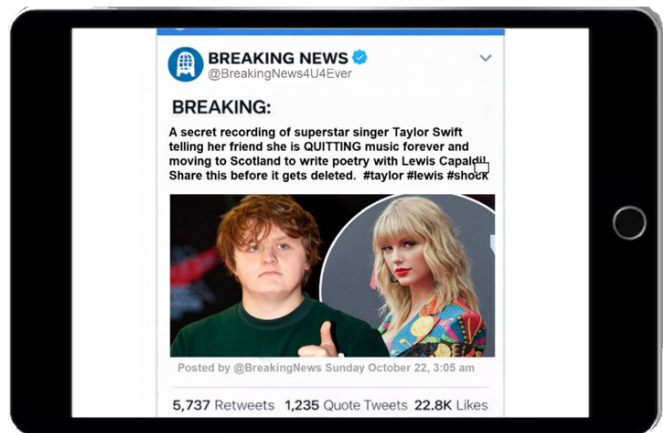 BREAKING NEWS
@BreakingNews4U4Ever
BREAKING:
A secret recording of superstar singer Taylor Swift
telling her friend she is QUITTING music forever and
moving to Scotland to write poetry with Lewis Capaldi!
Share this before it gets deleted. #taylor #lewis #shock
Posted by @BreakingNews Sunday October 22, 3:05 am
5,737 Retweets 1,235 Quote Tweets 22.8K Likes